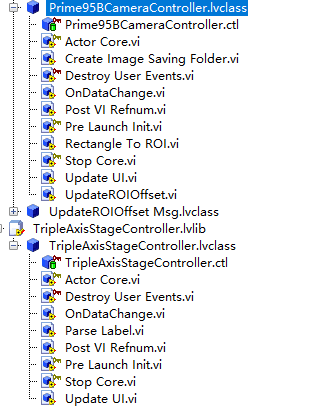 Prime95BCameraController.lvclass
Prime95BCameraController.ctl
Actor Core.vi
Create Image Saving Folder.vi
Destroy User Events.vi
OnDataChange.vi
Post VI Refnum.vi
Pre Launch Init.vi
Rectangle To ROI.vi
Stop Core.vi
Update UI.vi
UpdateROIOffset.vi
UpdateROIOffset Msg.lvclass
TripleAxisStageController.lvlib
TripleAxisStageController.lvclass
TripleAxisStageController.ctl
Actor Core.vi
Destroy User Events.vi
OnDataChange.vi
Parse Label.vi
Post VI Refnum.vi
Pre Launch Init.vi
Stop Core.vi
Update UI.vi